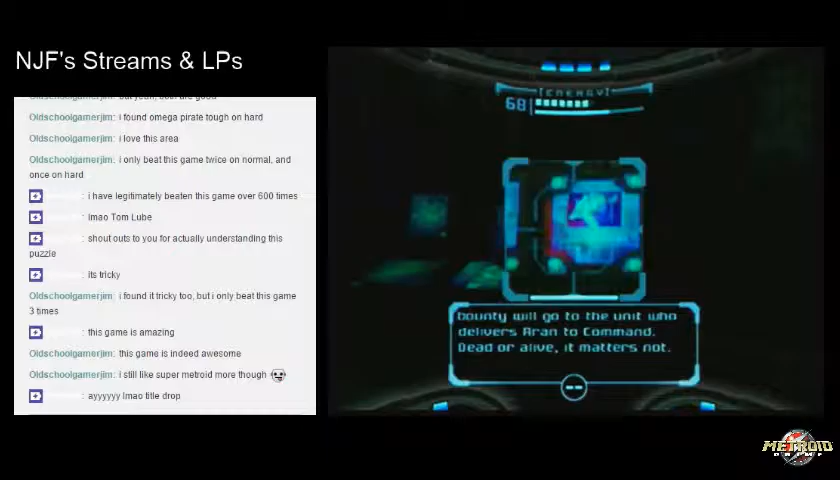 NJF's Streams & LPs
Oldschoolgamerjim: i found omega pirate tough on hard
Oldschoolgamerjim: i love this area
Oldschoolgamerjim: i only beat this game twice on normal, and
once on hard
: i have legitimately beaten this game over 600 times
: lmao Tom Lube
: shout outs to you for actually understanding this
puzzle
: its tricky
Oldschoolgamerjim: i found it tricky too, but i only beat this game
3 times
: this game is amazing
Oldschoolgamerjim: this game is indeed awesome
Oldschoolgamerjim: i still like super metroid more though
: ayyyyyy lmao title drop
[ENERGY]
68
bounty will go to the unit who
delivers Aran to Command.
Dead or alive, it matters not.
METROID